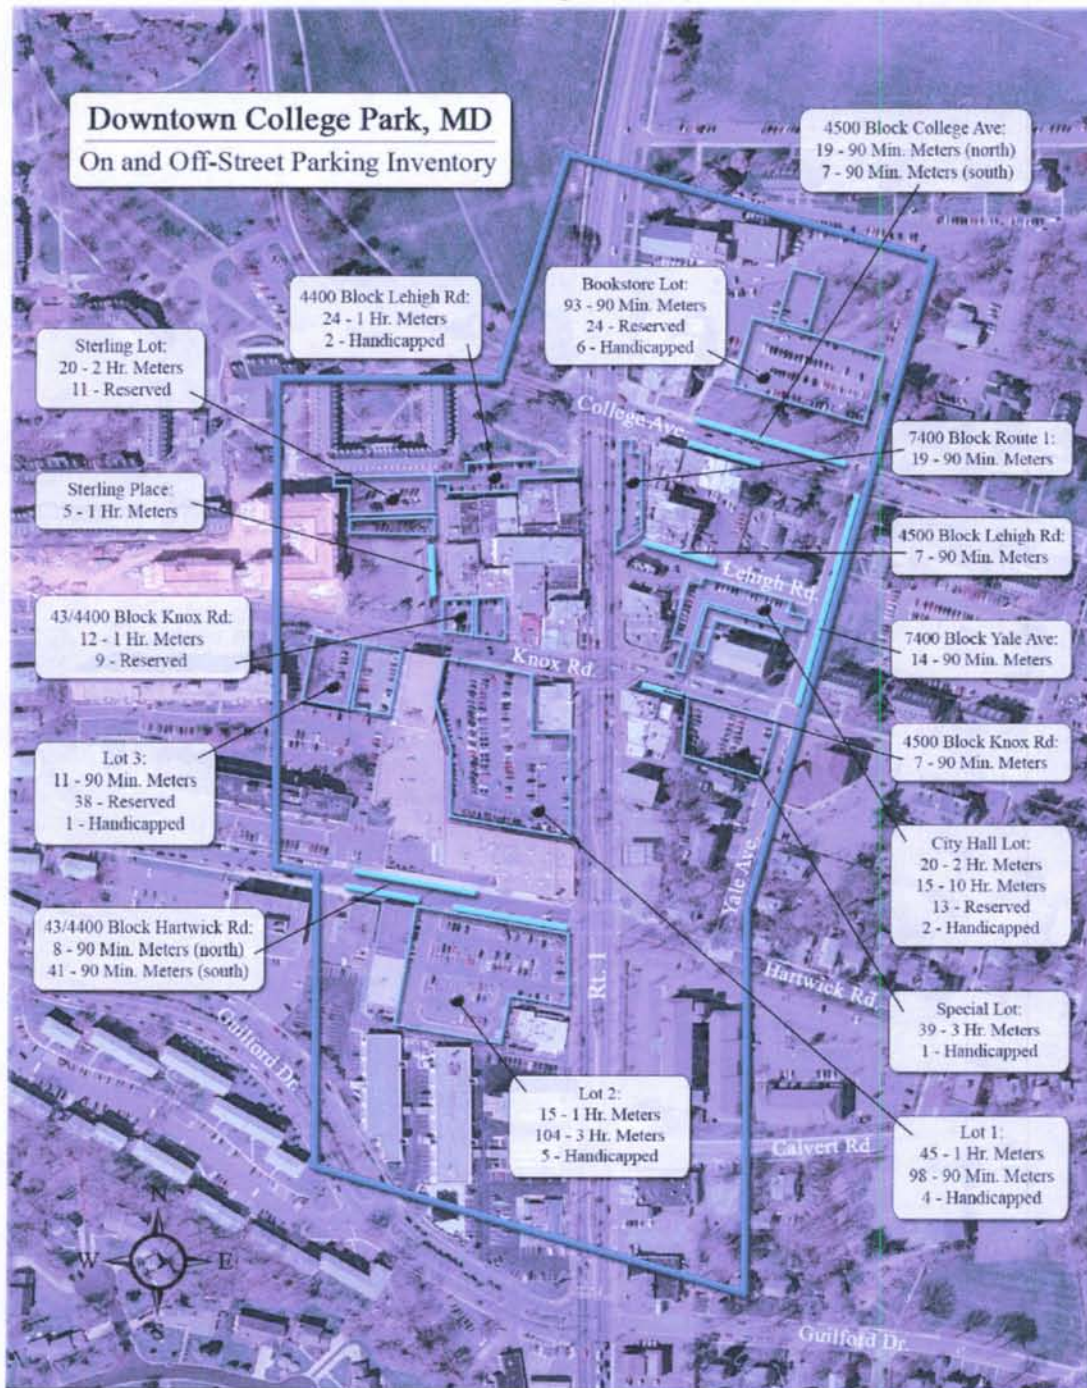 Downtown College Park, MD
On and Off-Street Parking Inventory
4500 Block College Ave:
19 - 90 Min. Meters (north)
7 - 90 Min. Meters (south)
4400 Block Lehigh Rd:
24 - 1 Hr. Meters
2 - Handicapped
Bookstore Lot:
93 - 90 Min. Meters
24 - Reserved
6 - Handicapped
Sterling Lot:
20 - 2 Hr. Meters
11 - Reserved
College Ave
7400 Block Route 1:
19 - 90 Min. Meters
Sterling Place:
5 - 1 Hr. Meters
4500 Block Lehigh Rd:
7 - 90 Min. Meters
Lehigh Rd.
43/4400 Block Knox Rd:
12 - 1 Hr. Meters
9 - Reserved
7400 Block Yale Ave:
14 - 90 Min. Meters
Knox Rd
4500 Block Knox Rd:
7 - 90 Min. Meters
Lot 3:
11 - 90 Min. Meters
38 - Reserved
1 - Handicapped
City Hall Lot:
20 - 2 Hr. Meters
15 - 10 Hr. Meters
13 - Reserved
2 - Handicapped
Yale Ave
43/4400 Block Hartwick Rd:
8 - 90 Min. Meters (north)
41 - 90 Min. Meters (south)
Rt. 1
Hartwick Rd.
Special Lot:
39 - 3 Hr. Meters
1 - Handicapped
Guilford Dr.
Lot 2:
15 - 1 Hr. Meters
104 - 3 Hr. Meters
5 - Handicapped
Calvert Rd
Lot 1:
45 - 1 Hr. Meters
98 - 90 Min. Meters
4 - Handicapped
N
W
E
S
Guilford Dr.